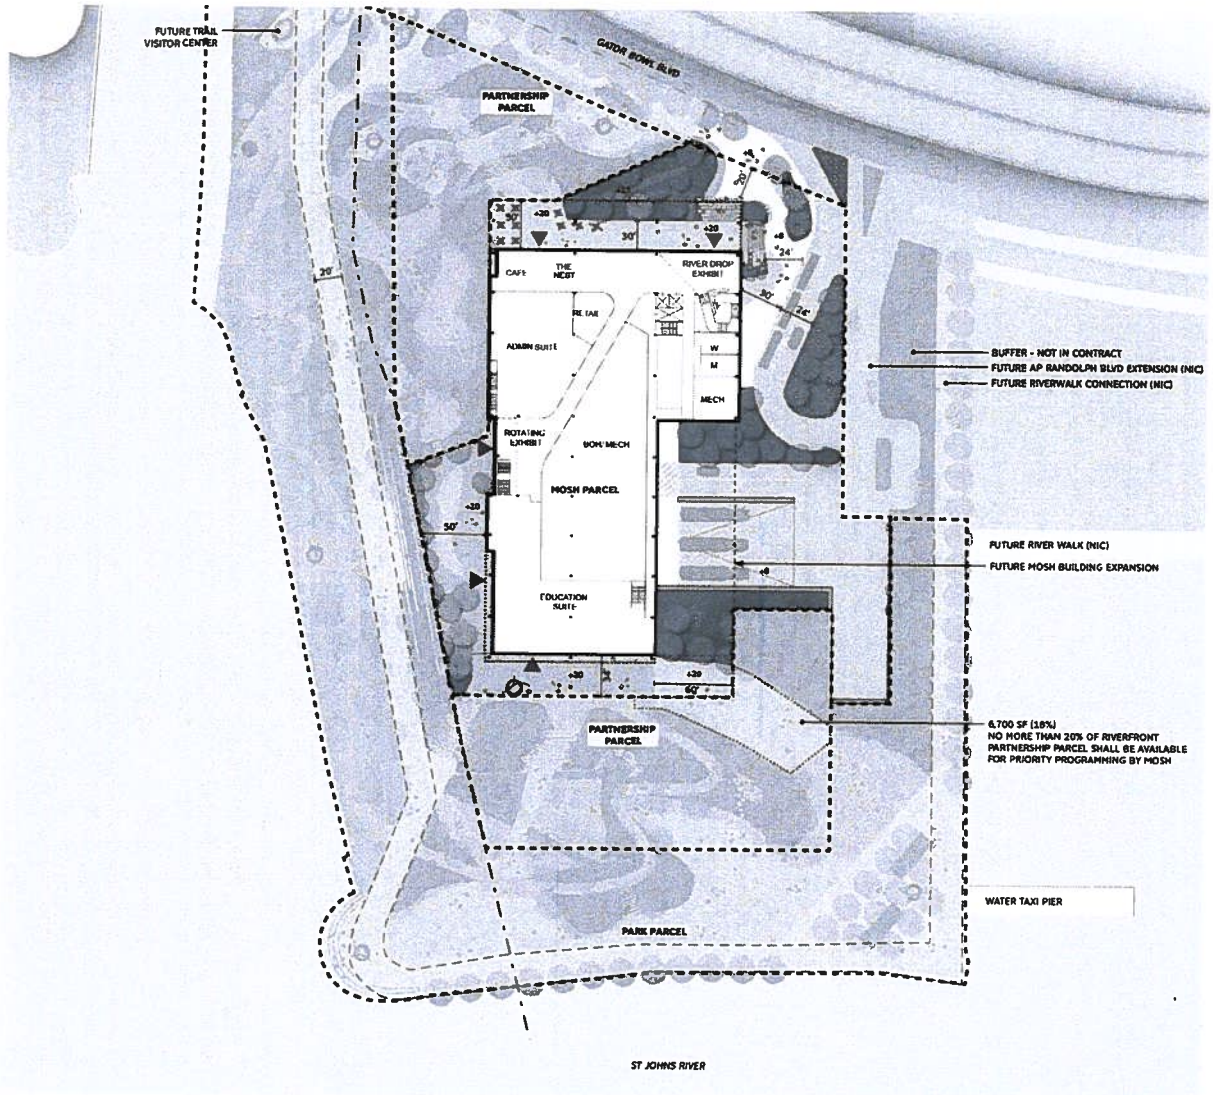 FUTURE TRAIL
VISITOR CENTER
GATOR BOWL BLVD
PARTNERSHIP
PARCEL
20'
50'
+20
30'
+20
+8
24'
CAFE
THE
NEST
RIVER DROP
EXHIBIT
30'
24'
29'
RETAIL
ADMIN SUITE
W
M
MECH
BUFFER - NOT IN CONTRACT
FUTURE AP RANDOLPH BLVD EXTENSION (NIC)
FUTURE RIVERWALK CONNECTION (NIC)
ROTATING
EXHIBIT
BOH/MECH
MOSH PARCEL
+20
50'
FUTURE RIVER WALK (NIC)
FUTURE MOSH BUILDING EXPANSION
+8
EDUCATION
SUITE
+20
+20
60'
PARTNERSHIP
PARCEL
6,700 SF (18%)
NO MORE THAN 20% OF RIVERFRONT
PARTNERSHIP PARCEL SHALL BE AVAILABLE
FOR PRIORITY PROGRAMMING BY MOSH
WATER TAXI PIER
PARK PARCEL
ST JOHNS RIVER